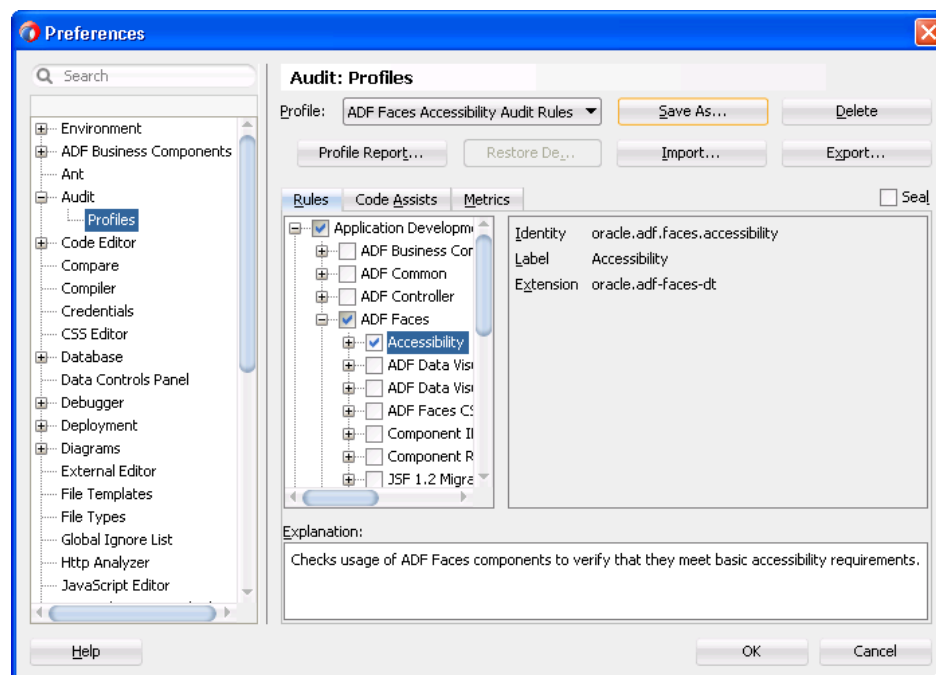 Preferences
Search
Environment
ADF Business Components
Ant
Audit
Profiles
Code Editor
Compare
Compiler
Credentials
CSS Editor
Database
Data Controls Panel
Debugger
Deployment
Diagrams
External Editor
File Templates
File Types
Global Ignore List
Http Analyzer
JavaScript Editor
Help
Audit: Profiles
Profile: ADF Faces Accessibility Audit Rules Save As... Delete
Profile Report... Restore De... Import... Export...
Rules Code Assists Metrics Seal
Application Developm
ADF Business Cor
ADF Common
ADF Controller
ADF Faces
Accessibility
ADF Data Vis
ADF Data Vis
ADF Faces CS
Component I
Component R
JSF 1.2 Migra
Identity oracle.adf.faces.accessibility
Label Accessibility
Extension oracle.adf-faces-dt
Explanation:
Checks usage of ADF Faces components to verify that they meet basic accessibility requirements.
OK Cancel